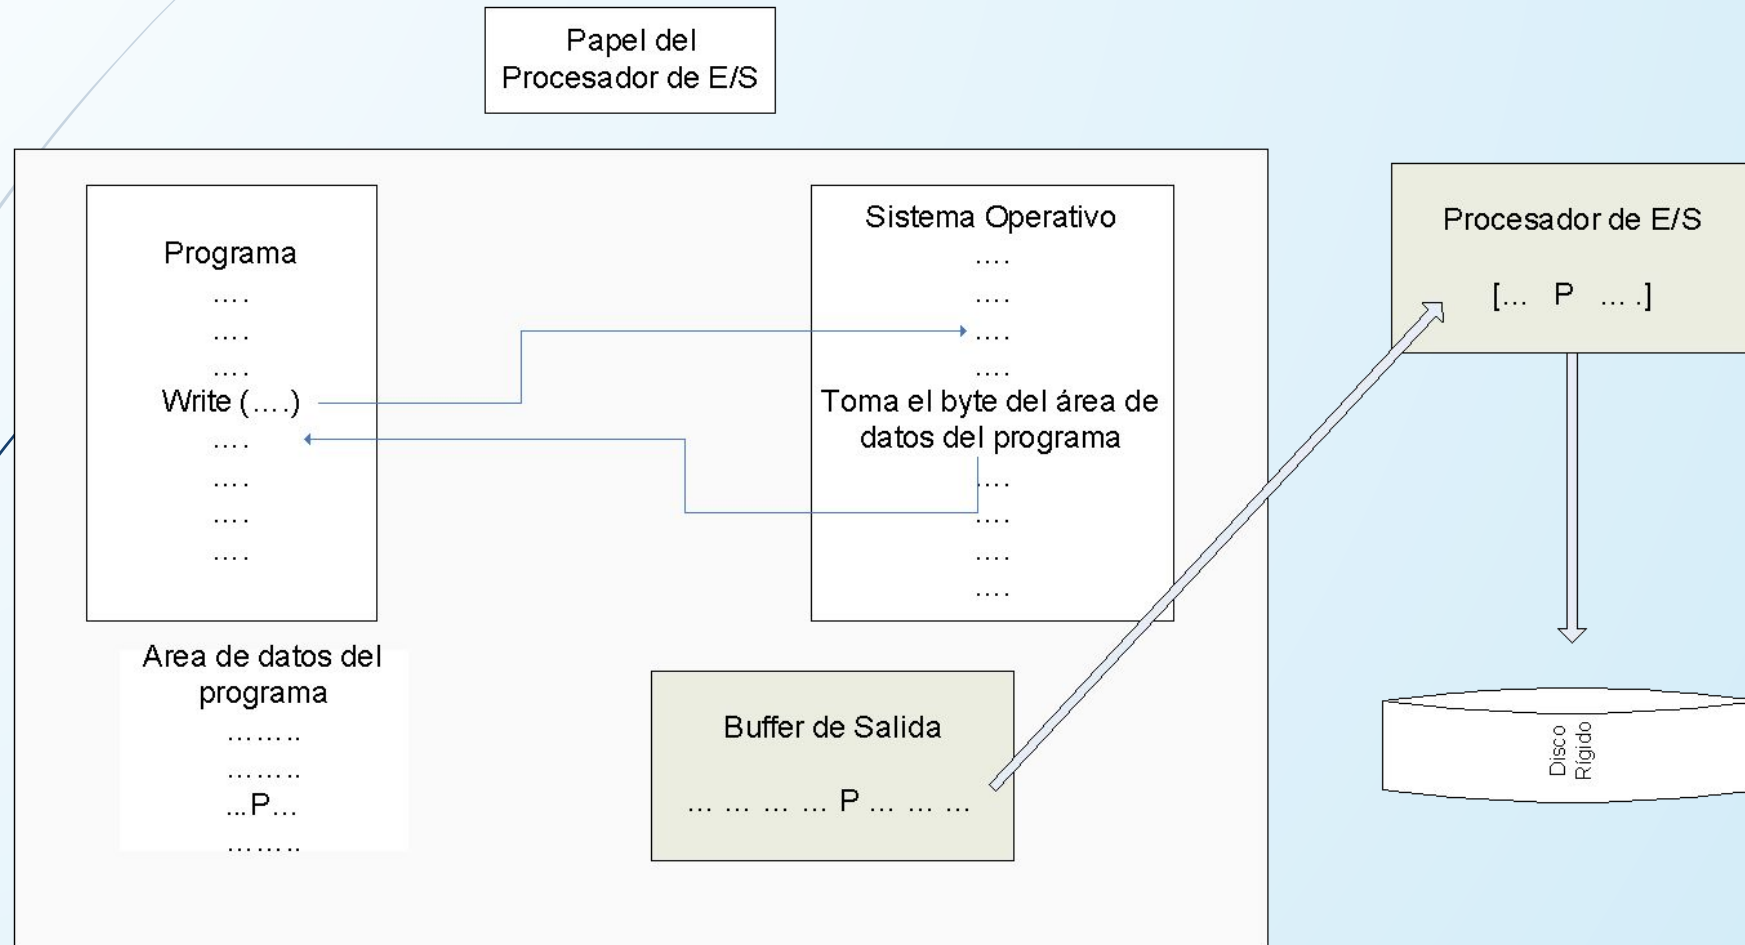 Papel del
Procesador de E/S
Programa
....
....
....
Write (....)
....
....
....
....
Sistema Operativo
....
....
....
....
Toma el byte del área de
datos del programa
....
....
....
....
Procesador de E/S
[... P ... .]
Area de datos del
programa
........
........
...P...
........
Buffer de Salida
... ... ... ... P ... ... ...
Disco
Rígido